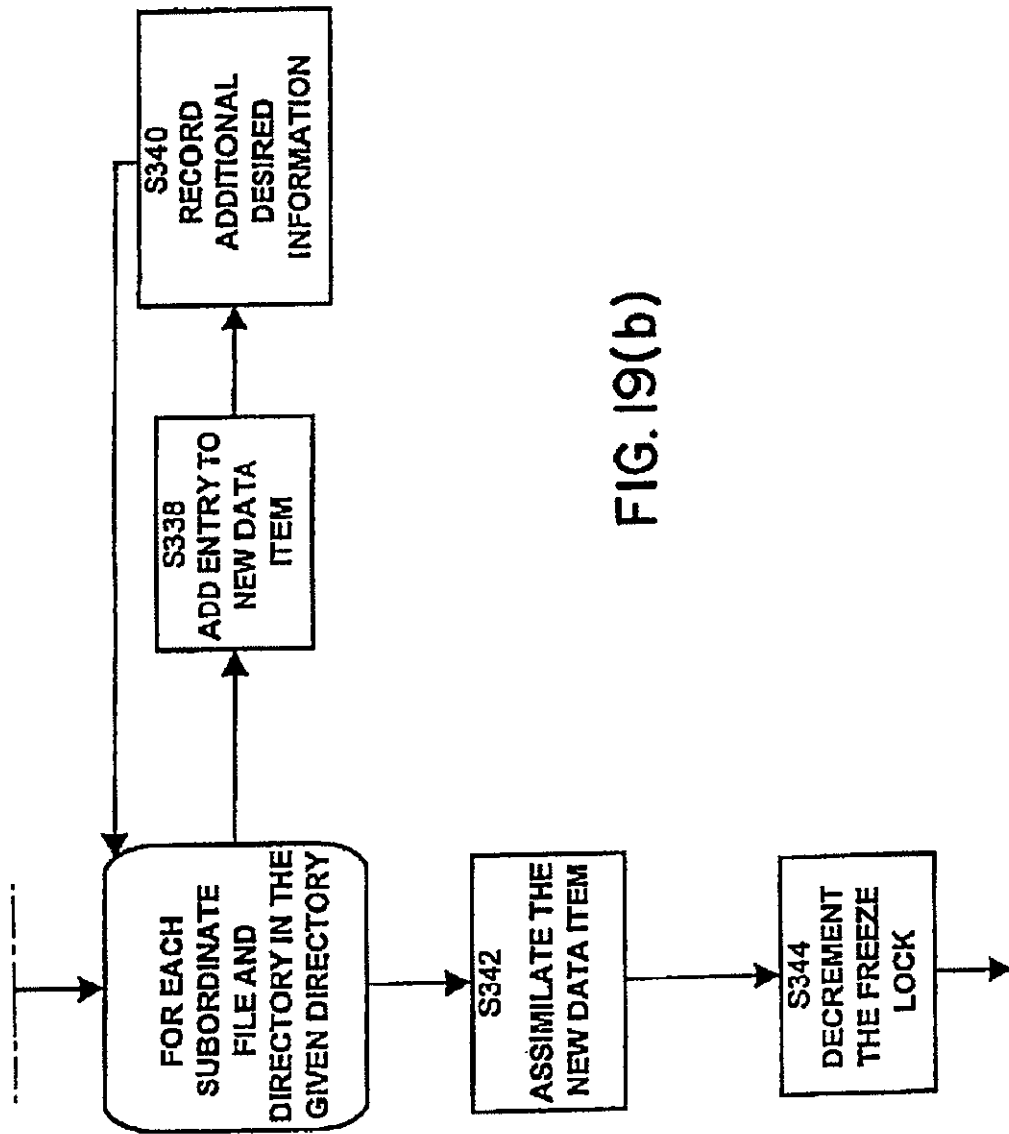 FOR EACH
SUBORDINATE
FILE AND
DIRECTORY IN THE
GIVEN DIRECTORY
S338
ADD ENTRY TO
NEW DATA
ITEM
S340
RECORD
ADDITIONAL
DESIRED
INFORMATION
S342
ASSIMILATE THE
NEW DATA ITEM
S344
DECREMENT
THE FREEZE
LOCK
FIG. 19(b)